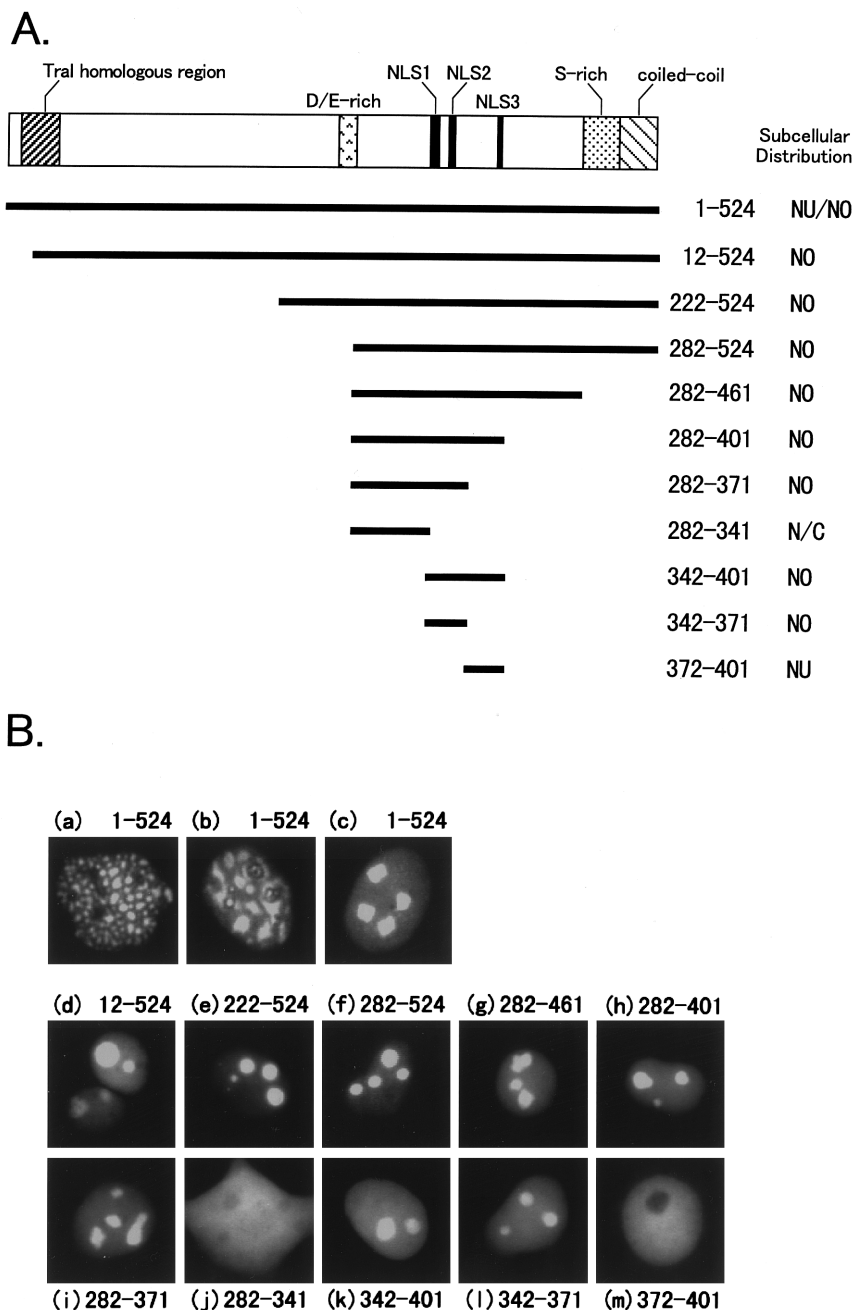 A.
Tral homologous region
D/E-rich
NLS1
NLS2
NLS3
S-rich
coiled-coil
Subcellular
Distribution
1-524 NU/NO
12-524 NO
222-524 NO
282-524 NO
282-461 NO
282-401 NO
282-371 NO
282-341 N/C
342-401 NO
342-371 NO
372-401 NU
B.
(a) 1-524 (b) 1-524 (c) 1-524
(d) 12-524 (e) 222-524 (f) 282-524 (g) 282-461 (h) 282-401
(i) 282-371 (j) 282-341 (k) 342-401 (l) 342-371 (m) 372-401